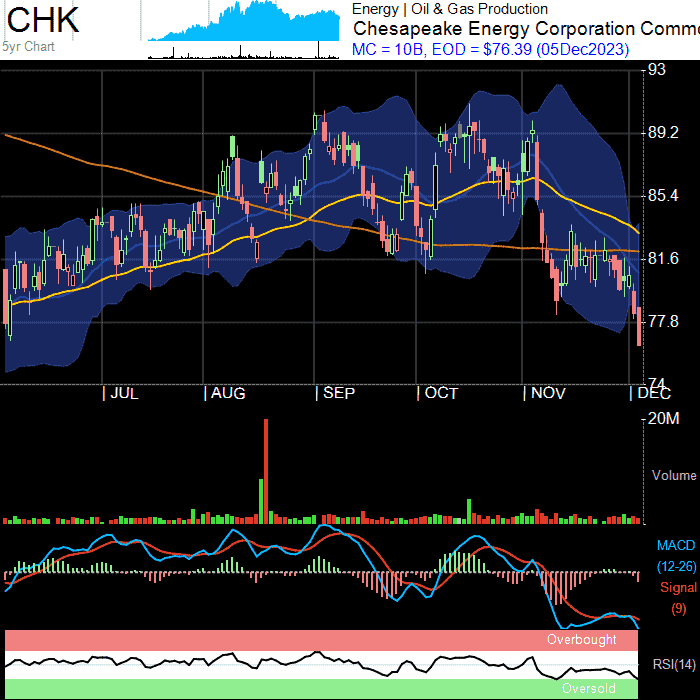 CHK
5yr Chart
Energy | Oil & Gas Production
Chesapeake Energy Corporation Comm
MC = 10B, EOD = $76.39 (05Dec2023)
93
89.2
85.4
81.6
77.8
74
JUL AUG SEP OCT NOV DEC
20M
Volume
MACD
(12-26)
Signal
(9)
Overbought
RSI(14)
Oversold